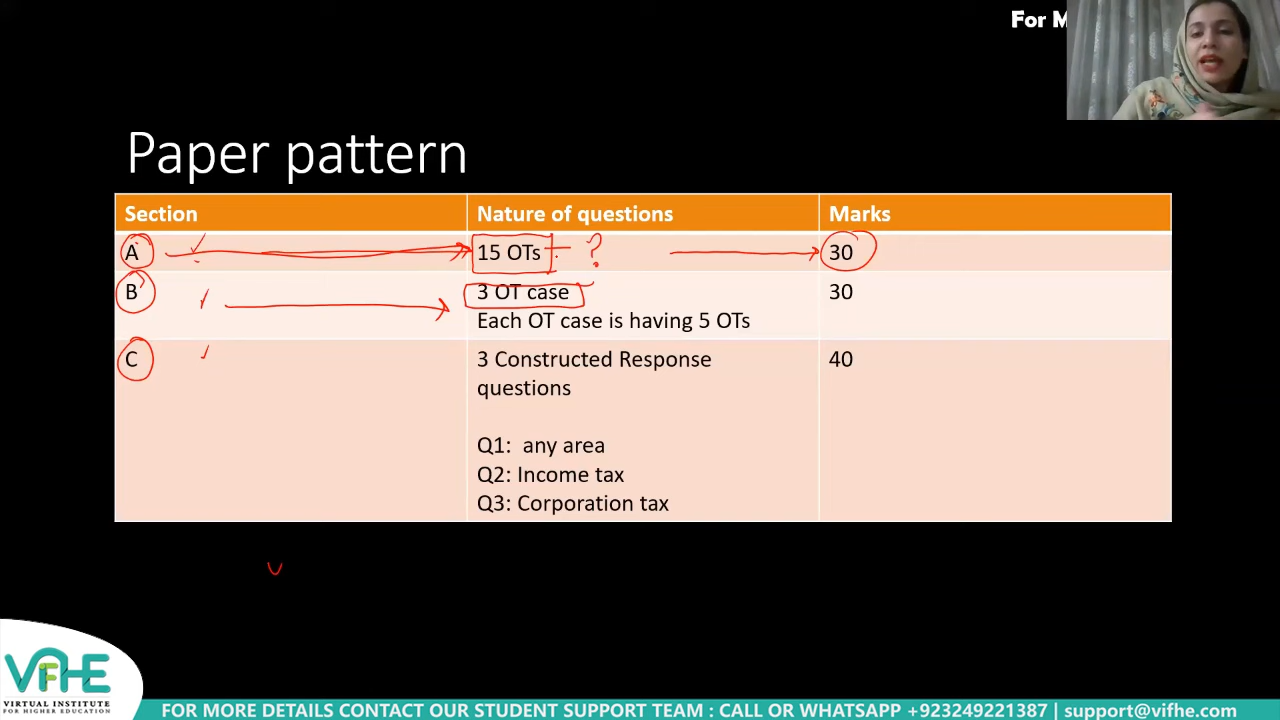 For M
Paper pattern
Section Nature of questions Marks
A 15 OTs ? 30
B 3 OT case 30
Each OT case is having 5 OTs
C 3 Constructed Response 40
questions
Q1: any area
Q2: Income tax
Q3: Corporation tax
VIFHE
VIRTUAL INSTITUTE
FOR HIGHER EDUCATION
FOR MORE DETAILS CONTACT OUR STUDENT SUPPORT TEAM : CALL OR WHATSAPP +923249221387 | support@vifhe.com